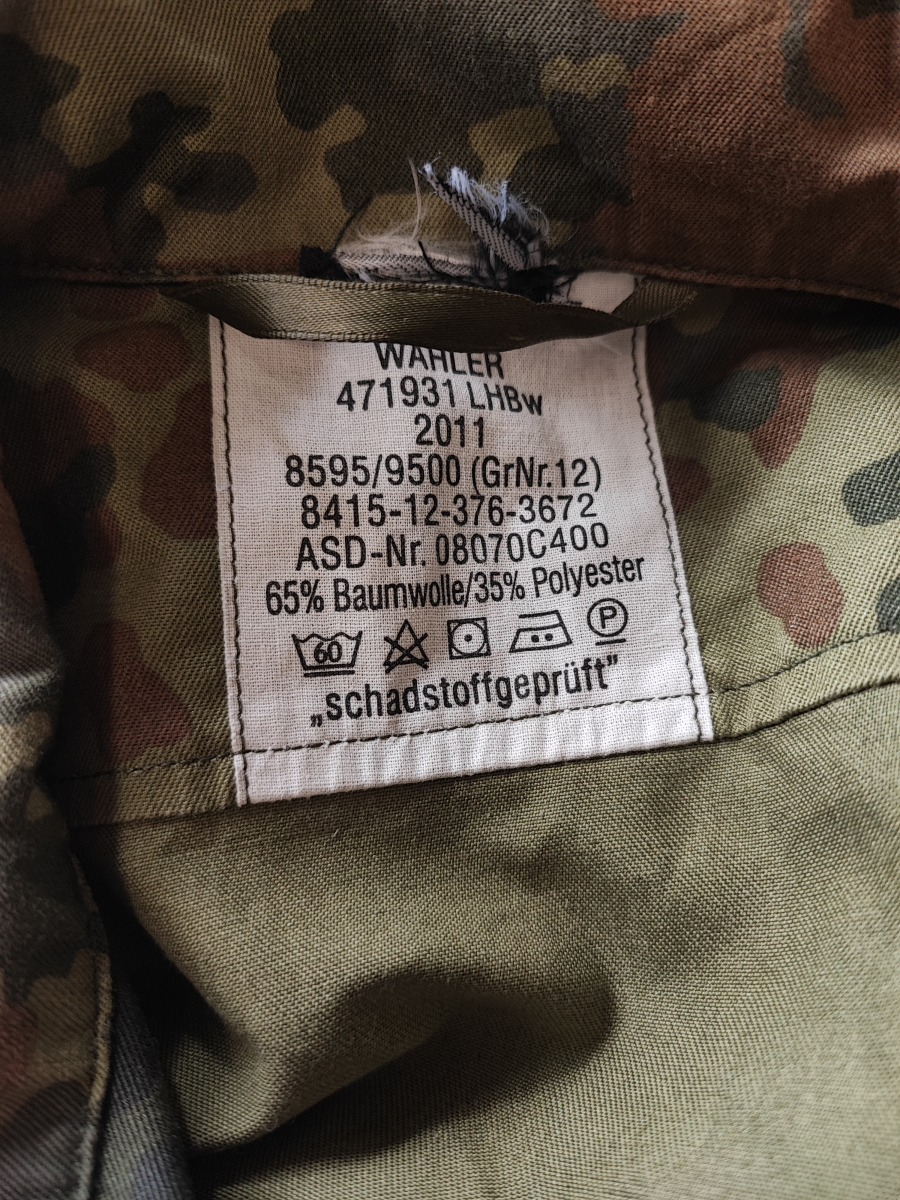 WAHLER
471931 LHBw
2011
8595/9500 (GrNr.12)
8415-12-376-3672
ASD-Nr. 08070C400
65% Baumwolle/35% Polyester
60 P
„schadstoffgeprüft”